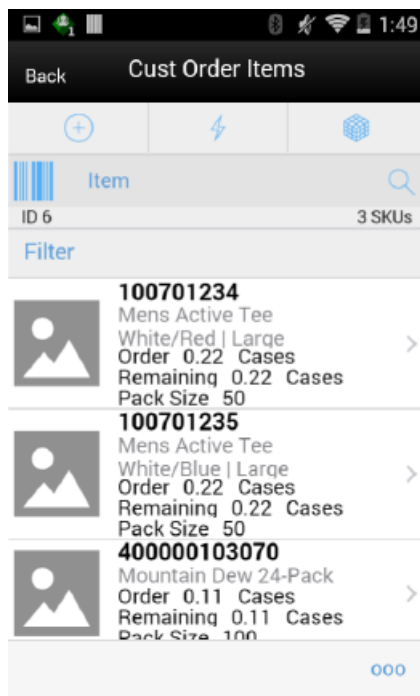 1
1:49
Back
Cust Order Items
Item
ID 6
3 SKUs
Filter
100701234
Mens Active Tee
White/Red | Large
Order 0.22 Cases
Remaining 0.22 Cases
Pack Size 50
100701235
Mens Active Tee
White/Blue | Large
Order 0.22 Cases
Remaining 0.22 Cases
Pack Size 50
400000103070
Mountain Dew 24-Pack
Order 0.11 Cases
Remaining 0.11 Cases
Pack Size 100